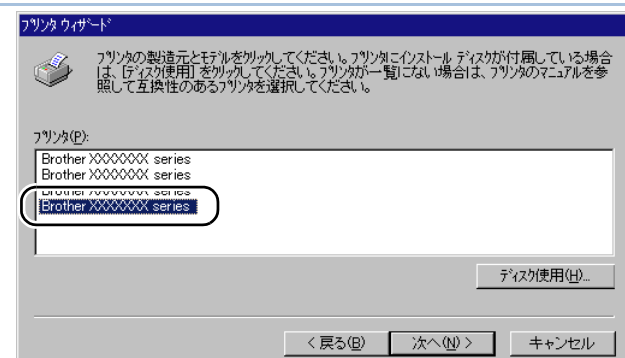 プリンタ ウィザード
プリンタの製造元とモデルをクリックしてください。プリンタにインストール ディスクが付属している場合
は、[ディスク使用] をクリックしてください。プリンタが一覧にない場合は、プリンタのマニュアルを参
照して互換性のあるプリンタを選択してください。
プリンタ(P):
Brother XXXXXXX series
Brother XXXXXXX series
Brother XXXXXXX series
Brother XXXXXXX series
ディスク使用(H)...
< 戻る(B) 次へ(N) > キャンセル